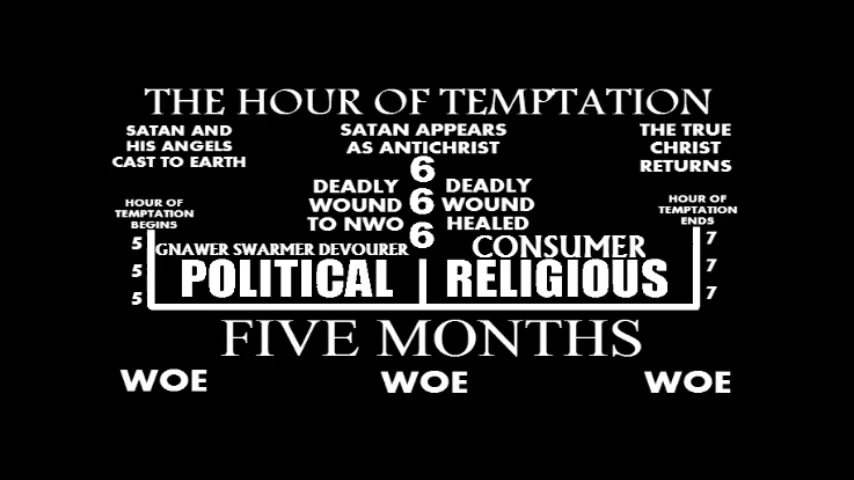 THE HOUR OF TEMPTATION
SATAN AND
HIS ANGELS
CAST TO EARTH
SATAN APPEARS
AS ANTICHRIST
THE TRUE
CHRIST
RETURNS
6
6
6
DEADLY
WOUND
TO NWO
DEADLY
WOUND
HEALED
HOUR OF
TEMPTATION
BEGINS
HOUR OF
TEMPTATION
ENDS
5
5
5
GNAWER SWARMER DEVOURER
POLITICAL
CONSUMER
RELIGIOUS
7
7
7
FIVE MONTHS
WOE
WOE
WOE